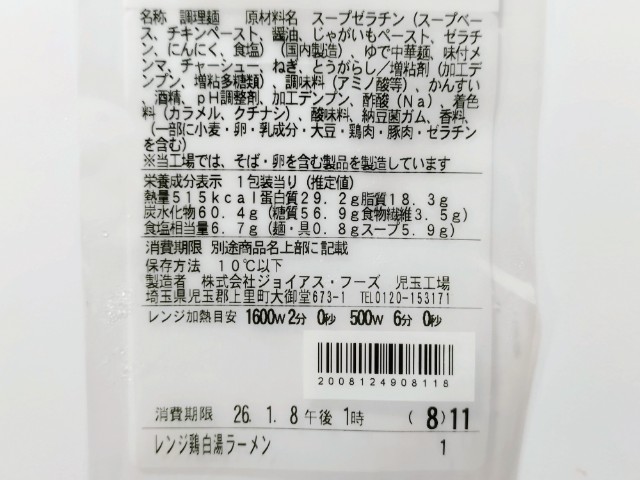 名称 調理麺 原材料名 スープゼラチン(スープベー
ス、チキンペースト、醤油、じゃがいもペースト、ゼラチ
ン、にんにく、食塩)(国内製造)、ゆで中華麺、味付メ
ンマ、チャーシュー、ねぎ、とうがらし/増粘剤(加工デ
ンプン、増粘多糖類)、調味料(アミノ酸等)、かんすい
、酒精、pH調整剤、加工デンプン、酢酸(Na)、着色
料(カラメル、クチナシ)、酸味料、納豆菌ガム、香料、
(一部に小麦・卵・乳成分・大豆・鶏肉・豚肉・ゼラチン
を含む)
※当工場では、そば・卵を含む製品を製造しています
栄養成分表示 1包装当り(推定値)
熱量515kcal蛋白質29.2g脂質18.3g
炭水化物60.4g(糖質56.9g食物繊維3.5g)
食塩相当量6.7g(麺・具0.8gスープ5.9g)
消費期限 別途商品名上部に記載
保存方法 10℃以下
製造者 株式会社ジョイアス・フーズ 児玉工場
埼玉県児玉郡上里町大御堂673-1 TEL0120-153171
レンジ加熱目安 1600W 2分 0秒 500W 6分 0秒
2008124908118
消費期限 26.1.8午後1時 (8)11
レンジ鶏白湯ラーメン 1